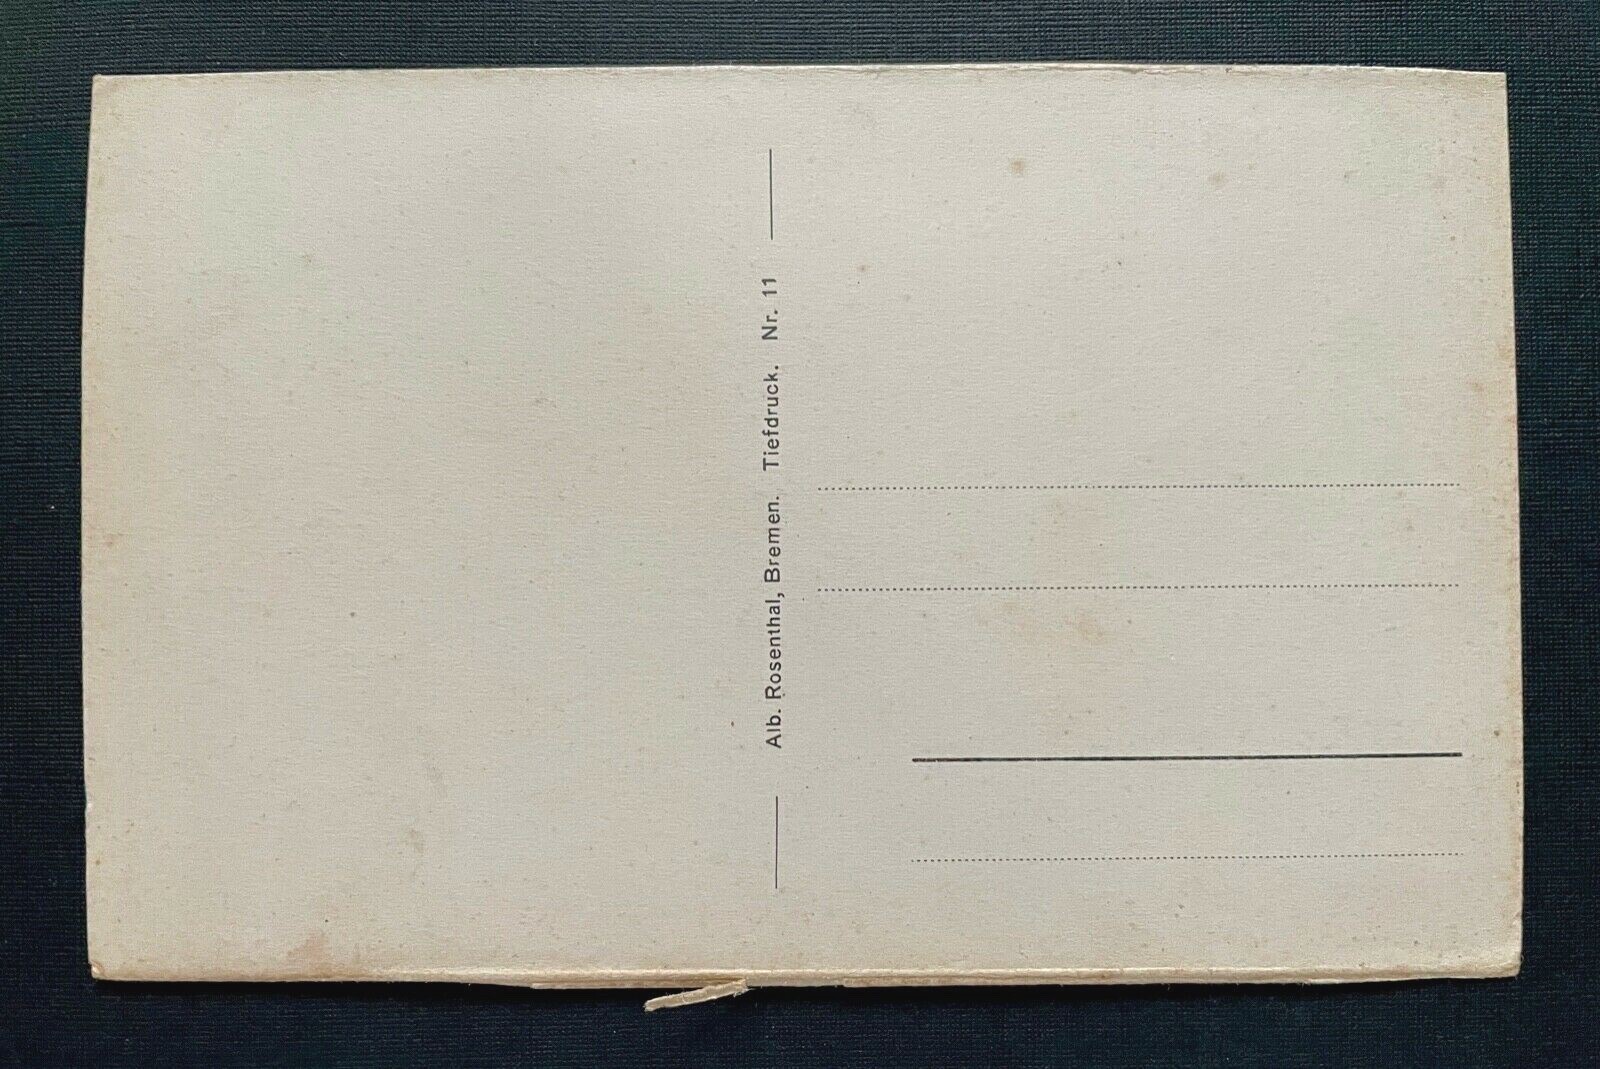 Alb. Rosenthal, Bremen. Tiefdruck. Nr. 11